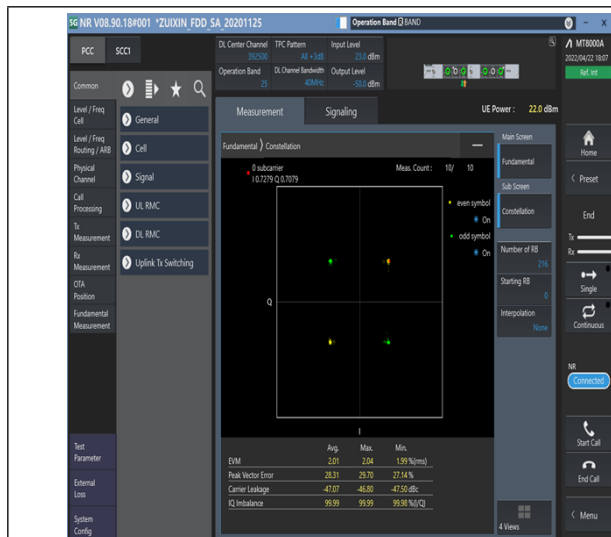 5G NR V08.90.18#001 *ZUIXIN_FDD_SA_20201125
Operation Band BAND
PCC
SCC1
DL Center Channel
392500
TPC Pattern
All +3dB
Input Level
23.0 dBm
Operation Band
25
DL Channel Bandwidth
40MHz
Output Level
-50.0 dBm
MT8000A
2022/04/22 18:07
Ref. Int
Common
Level / Freq
Cell
Level / Freq
Routing / ARB
Physical
Channel
Call
Processing
Tx
Measurement
Rx
Measurement
OTA
Position
Fundamental
Measurement
Test
Parameter
External
Loss
System
Config
General
Cell
Signal
UL RMC
DL RMC
Uplink Tx Switching
Measurement
Signaling
UE Power : 22.0 dBm
Fundamental ⟩ Constellation
0 subcarrier
I 0.7279 Q 0.7079
Meas. Count : 10/ 10
even symbol
On
odd symbol
On
Q
I
Avg. Max. Min.
EVM 2.01 2.04 1.99 %(rms)
Peak Vector Error 28.31 29.70 27.14 %
Carrier Leakage -47.07 -46.80 -47.50 dBc
IQ Imbalance 99.99 99.99 99.98 %(I/Q)
Main Screen
Fundamental
Sub Screen
Constellation
Number of RB
216
Starting RB
0
Interpolation
None
4 Views
Home
Preset
End
Tx
Rx
Single
Continuous
NR
Connected
Start Call
End Call
Menu